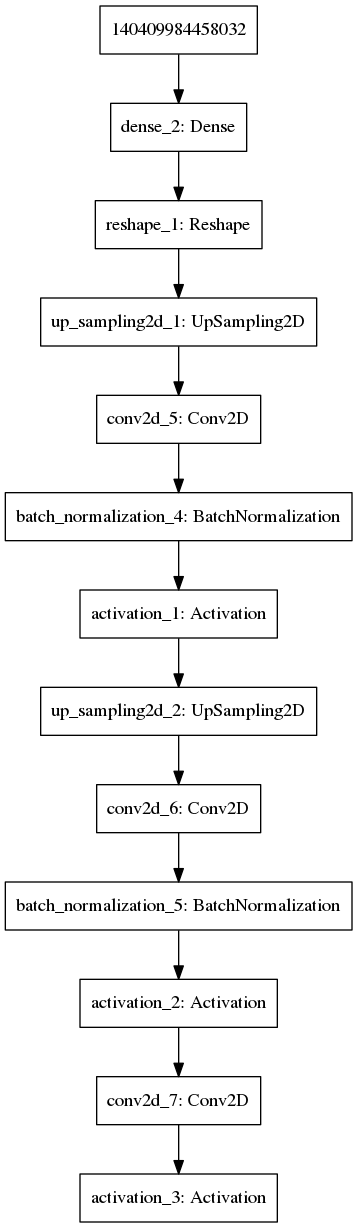 140409984458032
dense_2: Dense
reshape_1: Reshape
up_sampling2d_1: UpSampling2D
conv2d_5: Conv2D
batch_normalization_4: BatchNormalization
activation_1: Activation
up_sampling2d_2: UpSampling2D
conv2d_6: Conv2D
batch_normalization_5: BatchNormalization
activation_2: Activation
conv2d_7: Conv2D
activation_3: Activation